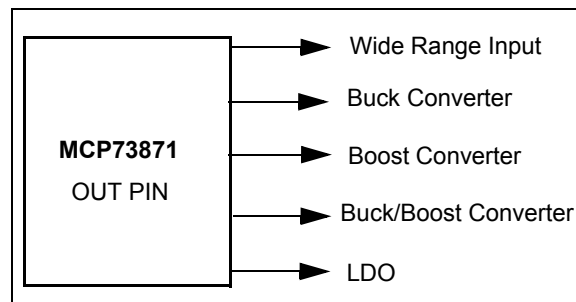 MCP73871
OUT PIN
Wide Range Input
Buck Converter
Boost Converter
Buck/Boost Converter
LDO